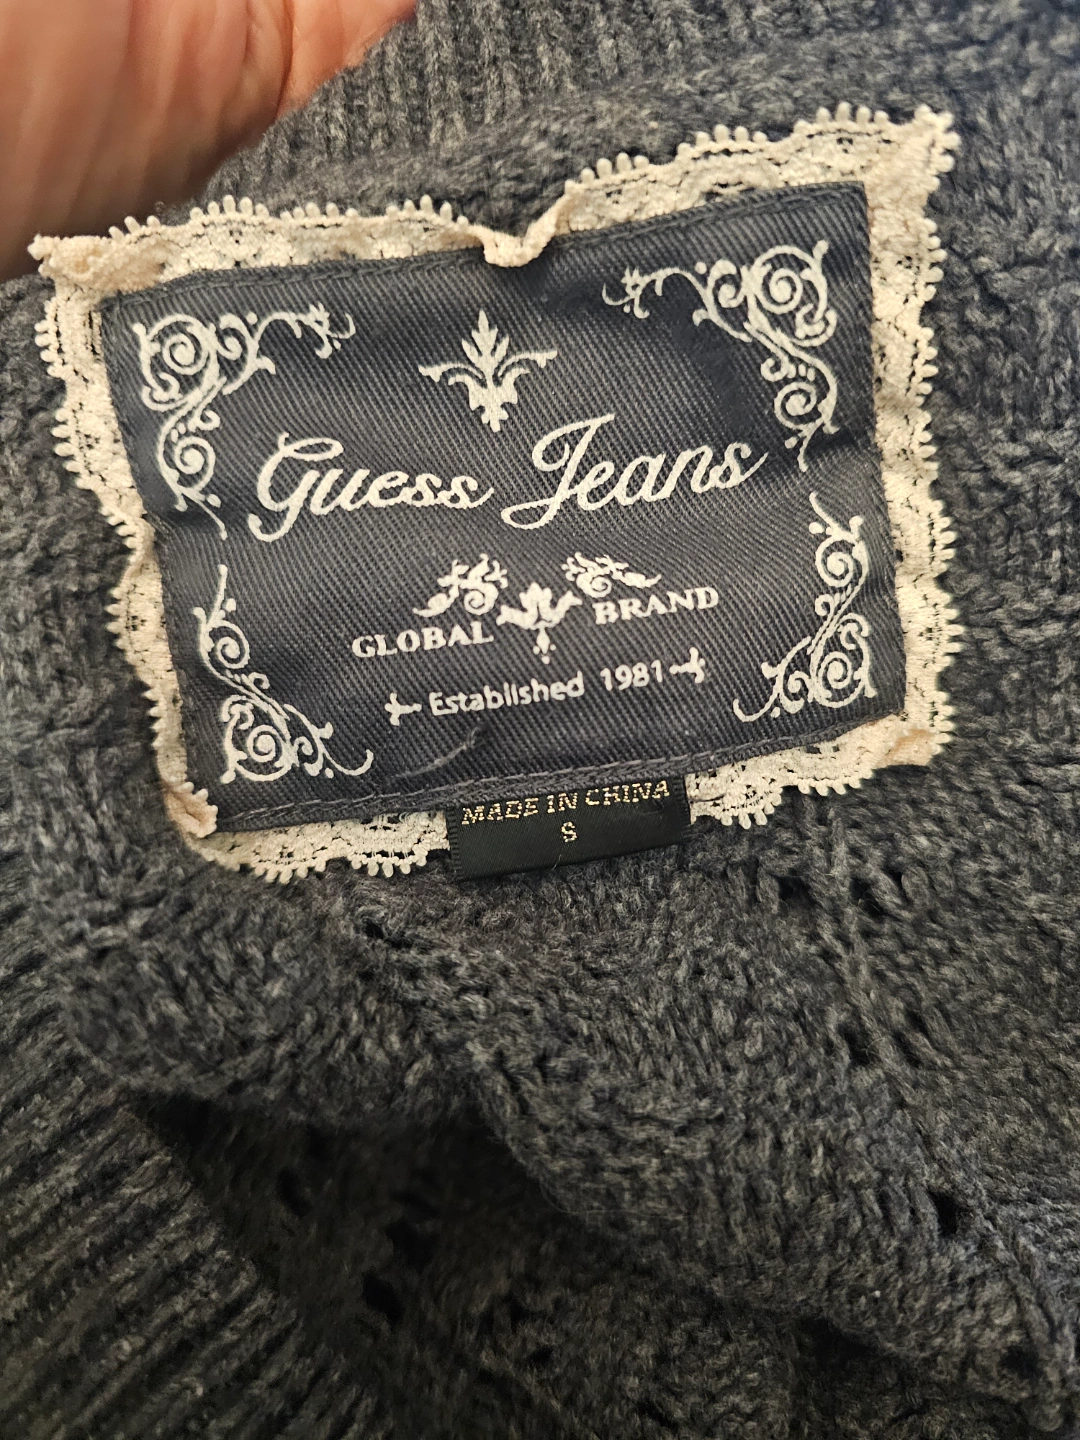 Guess Jeans
GLOBAL BRAND
Established 1981
MADE IN CHINA
S